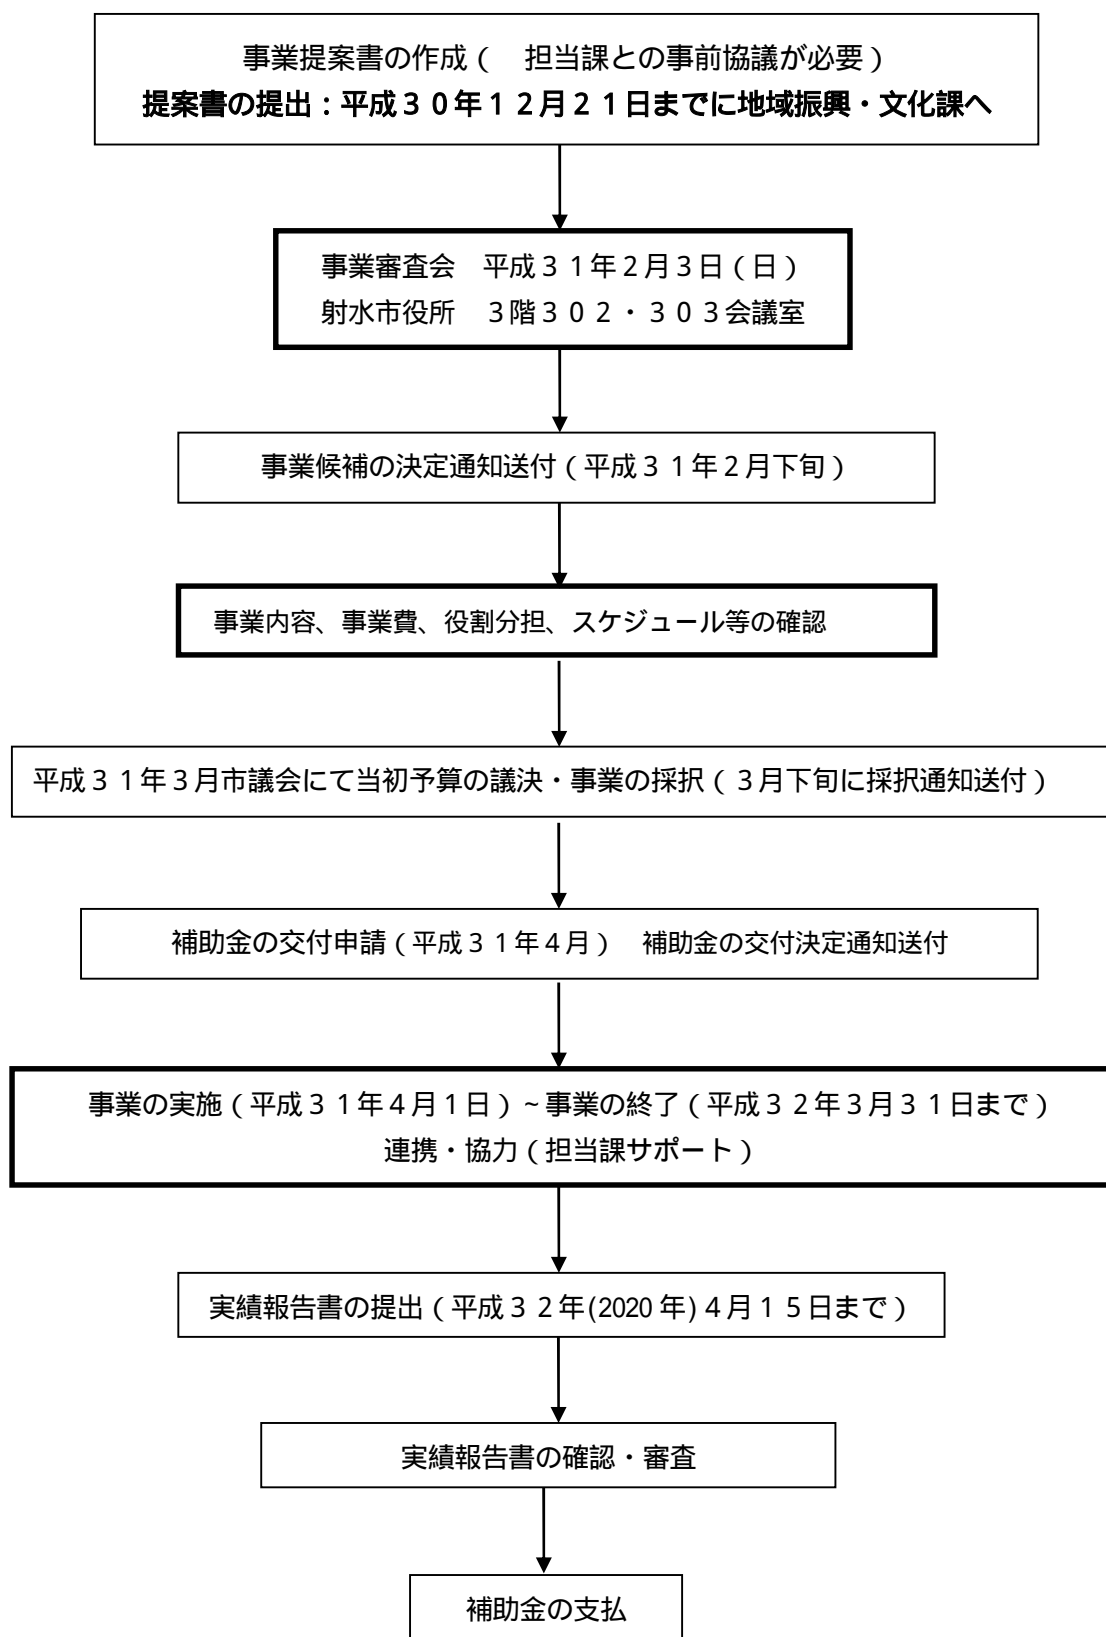 事業提案書の作成（　担当課との事前協議が必要）
提案書の提出：平成３０年１２月２１日までに地域振興・文化課へ
事業審査会　平成３１年２月３日（日）
射水市役所　３階３０２・３０３会議室
事業候補の決定通知送付（平成３１年２月下旬）
事業内容、事業費、役割分担、スケジュール等の確認
平成３１年３月市議会にて当初予算の議決・事業の採択（３月下旬に採択通知送付）
補助金の交付申請（平成３１年４月）　補助金の交付決定通知送付
事業の実施（平成３１年４月１日）～事業の終了（平成３２年３月３１日まで）
連携・協力（担当課サポート）
実績報告書の提出（平成３２年(2020年)４月１５日まで）
実績報告書の確認・審査
補助金の支払